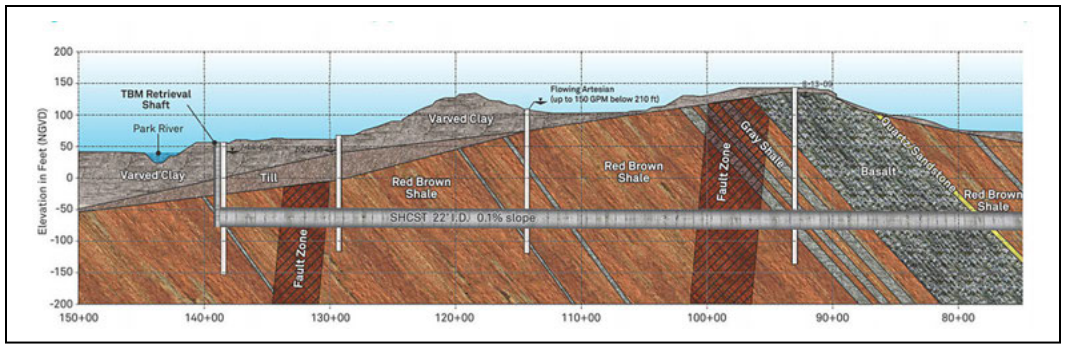 200
150
100
50
0
-50
-100
-150
-200
Elevation in Feet (NGVD)
TBM Retrieval
Shaft
Park River
Varved Clay
Till
Varved Clay
Flowing Artesian
(up to 150 GPM below 210 ft)
Red Brown
Shale
Red Brown
Shale
Fault Zone
Fault Zone
Gray Shale
Basalt
Quartz Sandstone
Red Brown
Shale
SHCST 22' I.D. 0.1% slope
150+00
140+00
130+00
120+00
110+00
100+00
90+00
80+00